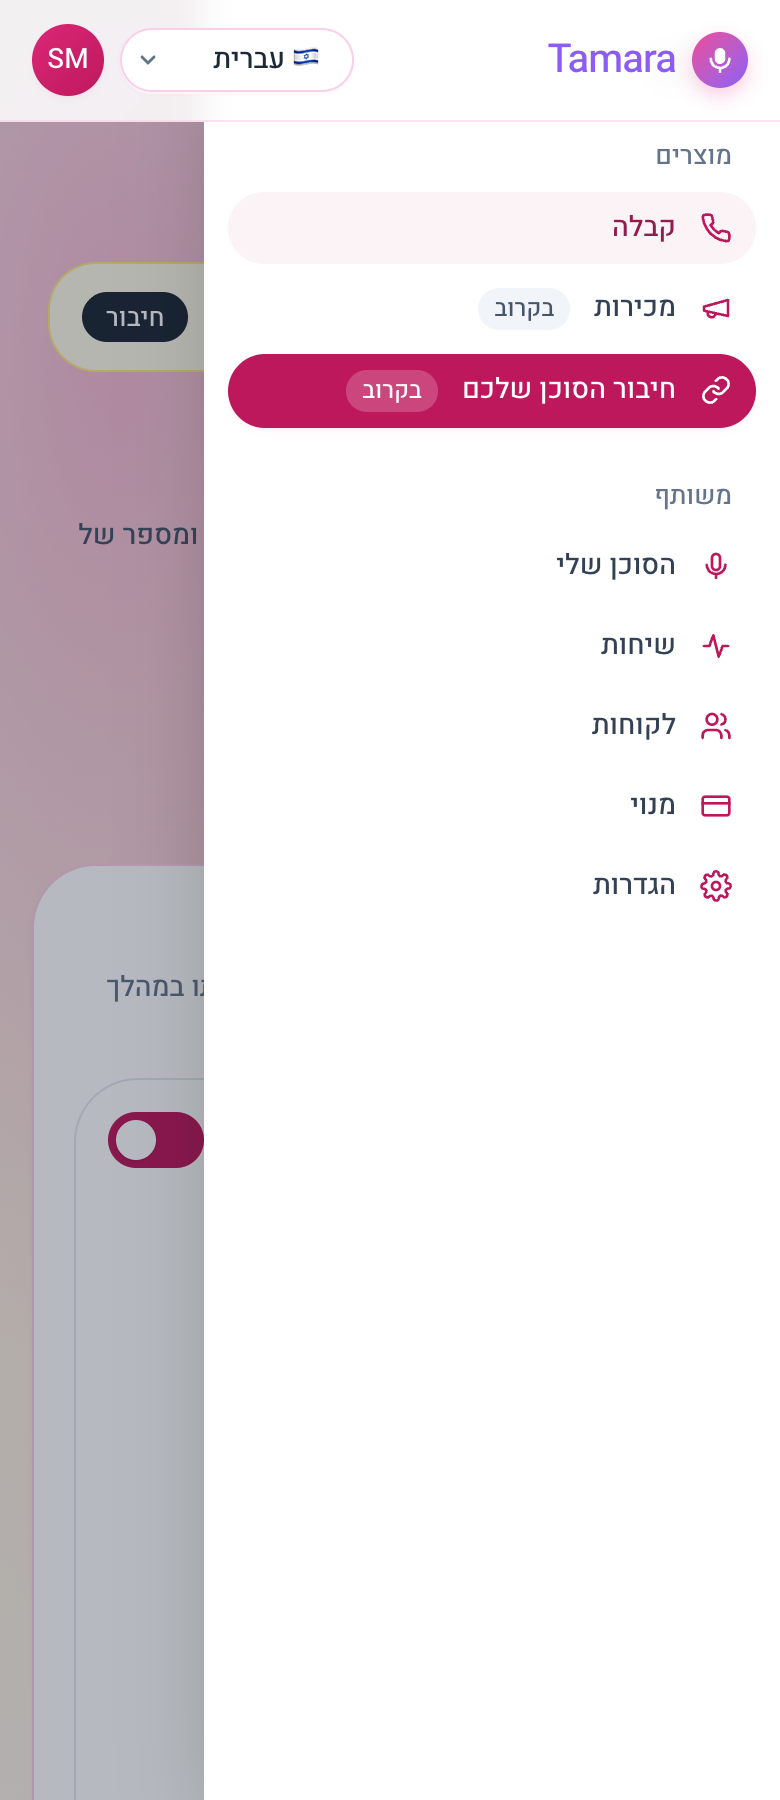 Tamara
🇮🇱 עברית
SM
מוצרים
קבלה
מכירות בקרוב
חיבור הסוכן שלכם בקרוב
משותף
הסוכן שלי
שיחות
לקוחות
מנוי
הגדרות
חיבור
ומספר של
במהלך